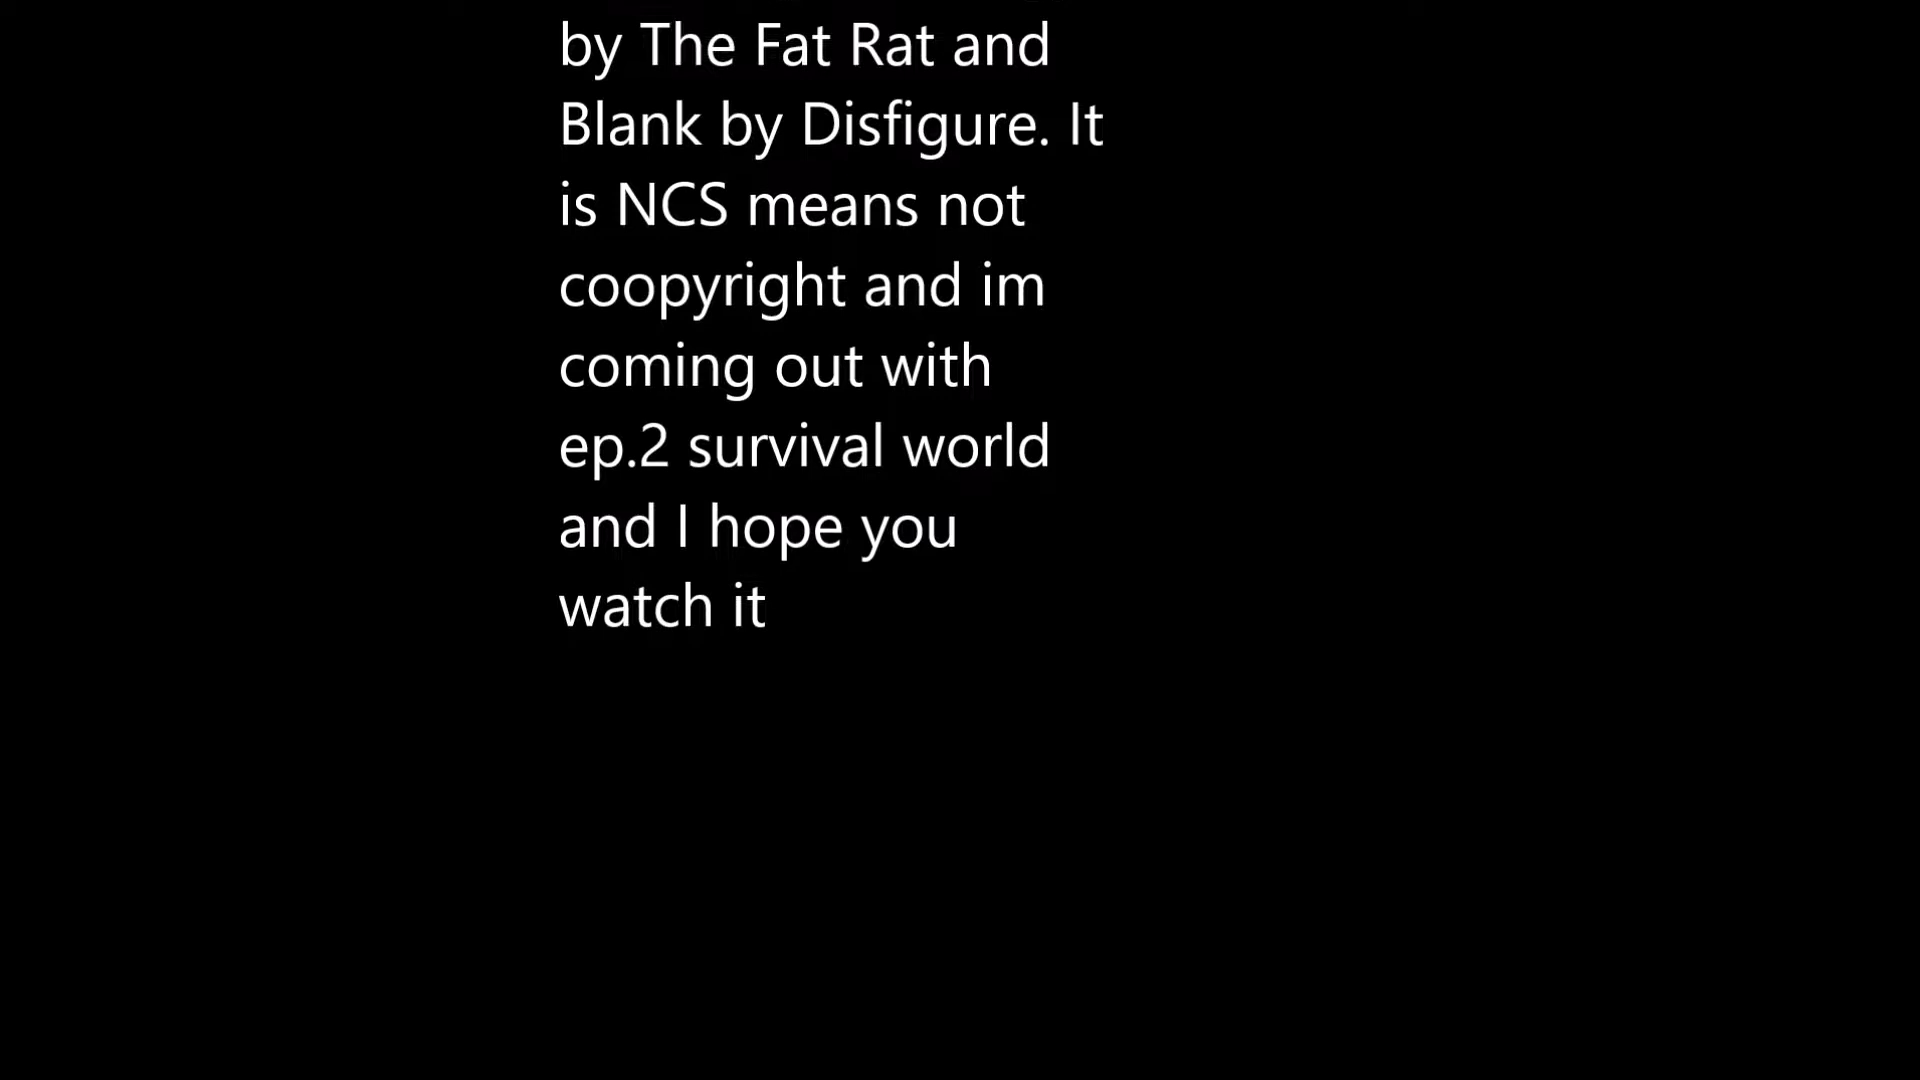 by The Fat Rat and
Blank by Disfigure. It
is NCS means not
coopyright and im
coming out with
ep.2 survival world
and I hope you
watch it